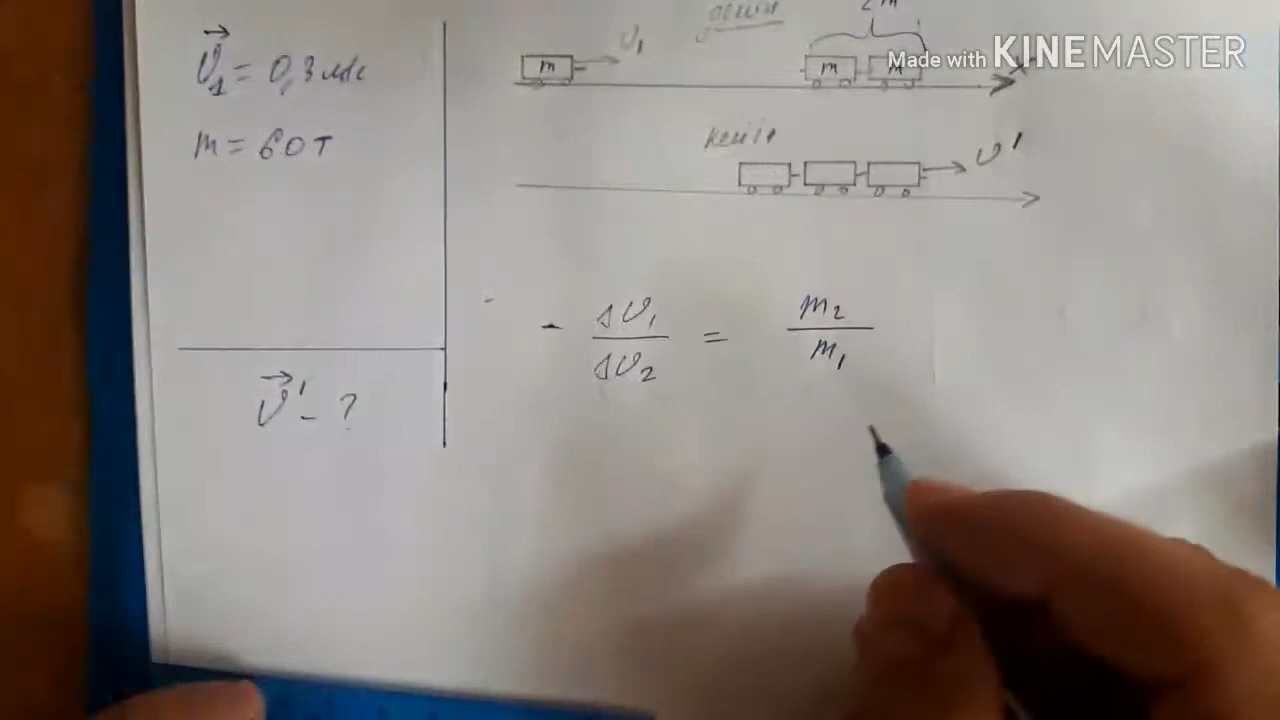 v⃗₁ = 0,3 м/с
m = 60 т
v⃗' - ?
v₁
2m
m
m
m
x
Made with KINEMASTER
кейін
v'
- Δv₁ / Δv₂ = m₂ / m₁